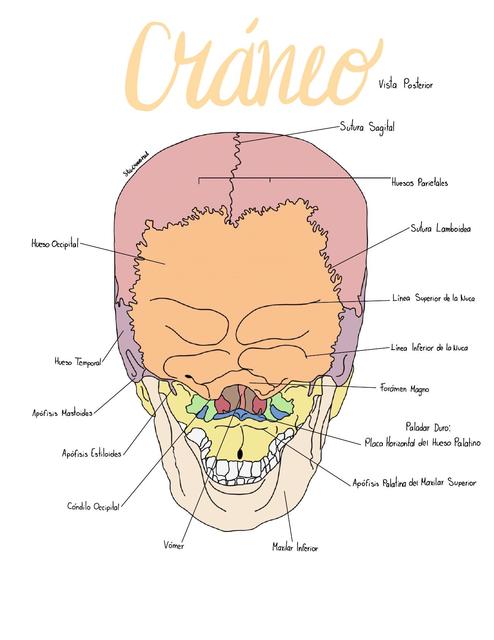 Cráneo
Vista Posterior
Sutura Sagital
Huesos Parietales
Sutura Lamboidea
Hueso Occipital
Línea Superior de la Nuca
Línea Inferior de la Nuca
Hueso Temporal
Forámen Magno
Apófisis Mastoides
Paladar Duro:
Placa Horizontal del Hueso Palatino
Apófisis Estiloides
Apófisis Palatina del Maxilar Superior
Cóndilo Occipital
Vómer
Maxilar Inferior